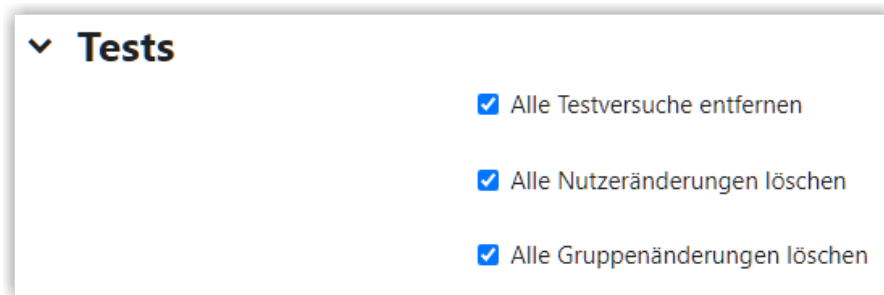 Tests
Alle Testversuche entfernen
Alle Nutzeränderungen löschen
Alle Gruppenänderungen löschen